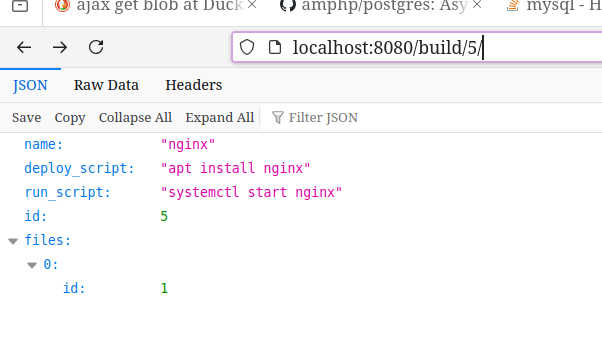 ajax get blob at Duck
amphp/postgres: Asy
mysql - H
localhost:8080/build/5/
JSON Raw Data Headers
Save Copy Collapse All Expand All Filter JSON
name: "nginx"
deploy_script: "apt install nginx"
run_script: "systemctl start nginx"
id: 5
files:
0:
id: 1